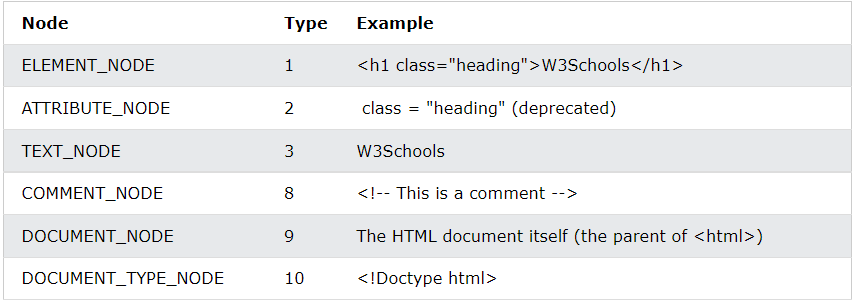 Node Type Example
ELEMENT_NODE 1 <h1 class="heading">W3Schools</h1>
ATTRIBUTE_NODE 2 class = "heading" (deprecated)
TEXT_NODE 3 W3Schools
COMMENT_NODE 8 <!-- This is a comment -->
DOCUMENT_NODE 9 The HTML document itself (the parent of <html>)
DOCUMENT_TYPE_NODE 10 <!Doctype html>